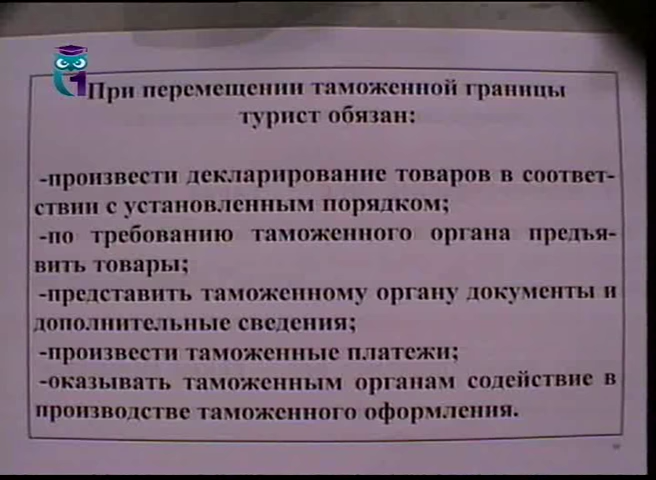 1
При перемещении таможенной границы
турист обязан:
-произвести декларирование товаров в соответ-
ствии с установленным порядком;
-по требованию таможенного органа предъя-
вить товары;
-представить таможенному органу документы и
дополнительные сведения;
-произвести таможенные платежи;
-оказывать таможенным органам содействие в
производстве таможенного оформления.